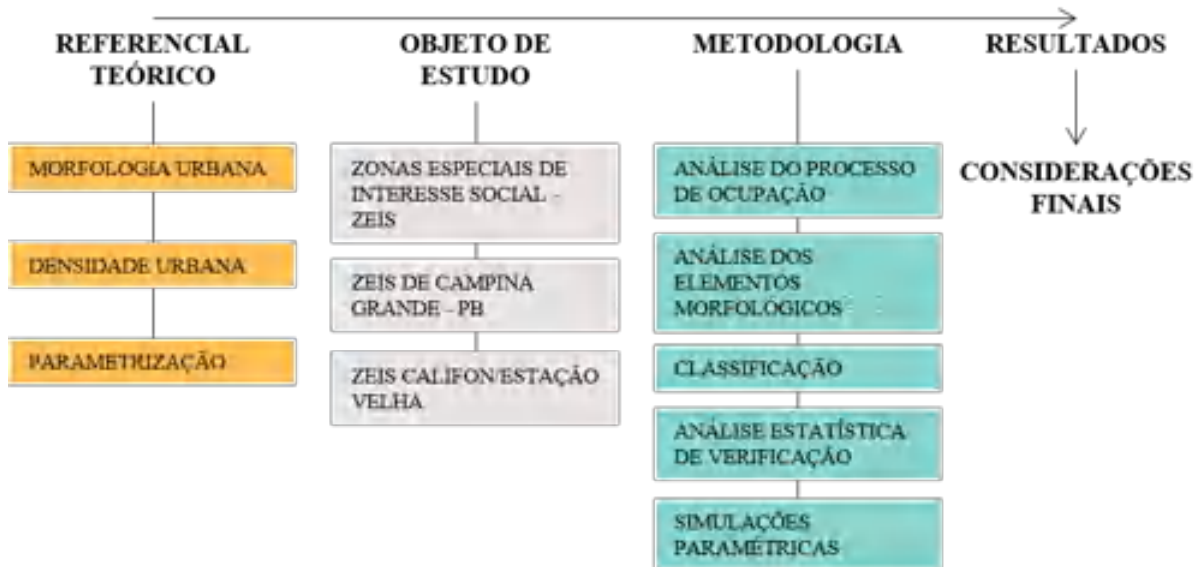 REFERENCIAL
TEÓRICO
MORFOLOGIA URBANA
DENSIDADE URBANA
PARAMETRIZAÇÃO
OBJETO DE
ESTUDO
ZONAS ESPECIAIS DE
INTERESSE SOCIAL -
ZEIS
ZEIS DE CAMPINA
GRANDE - PB
ZEIS CALIFON/ESTAÇÃO
VELHA
METODOLOGIA
ANÁLISE DO PROCESSO
DE OCUPAÇÃO
ANÁLISE DOS
ELEMENTOS
MORFOLÓGICOS
CLASSIFICAÇÃO
ANÁLISE ESTATÍSTICA
DE VERIFICAÇÃO
SIMULAÇÕES
PARAMÉTRICAS
RESULTADOS
CONSIDERAÇÕES
FINAIS